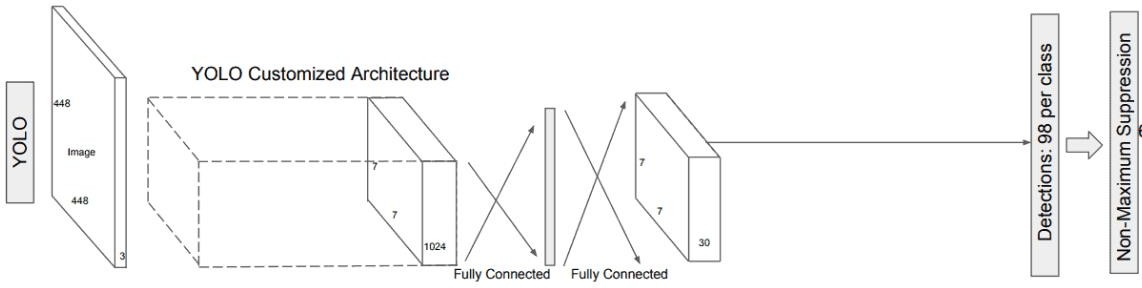 YOLO
448
Image
448
3
YOLO Customized Architecture
7
7
1024
Fully Connected
Fully Connected
7
7
30
Detections: 98 per class
Non-Maximum Suppression